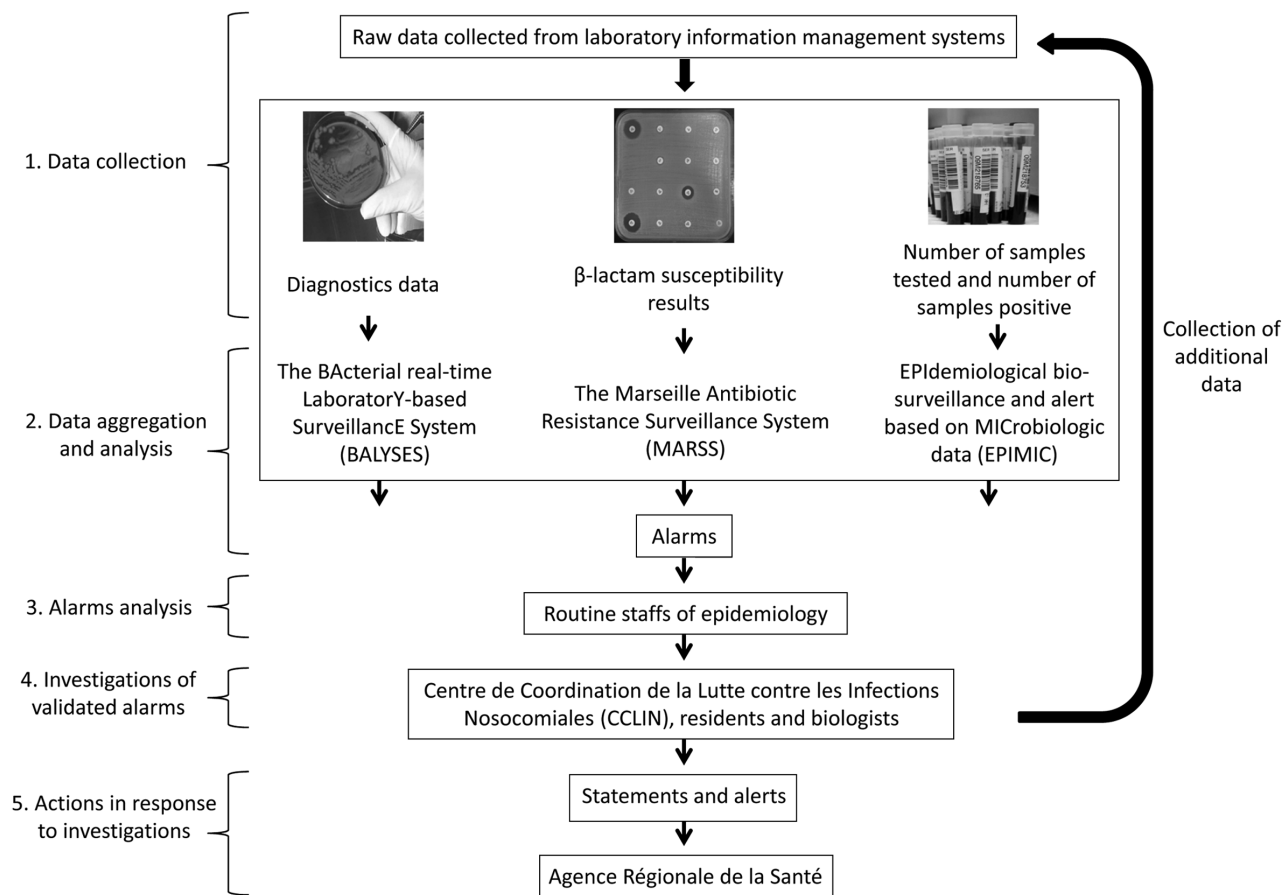 Raw data collected from laboratory information management systems
1. Data collection
Diagnostics data
β-lactam susceptibility
results
Number of samples
tested and number of
samples positive
Collection of
additional
data
2. Data aggregation
and analysis
The BActerial real-time
LaboratorY-based
SurveillancE System
(BALYSES)
The Marseille Antibiotic
Resistance Surveillance System
(MARSS)
EPIdemiological bio-
surveillance and alert
based on MICrobiologic
data (EPIMIC)
Alarms
3. Alarms analysis
Routine staffs of epidemiology
4. Investigations of
validated alarms
Centre de Coordination de la Lutte contre les Infections
Nosocomiales (CCLIN), residents and biologists
5. Actions in response
to investigations
Statements and alerts
Agence Régionale de la Santé